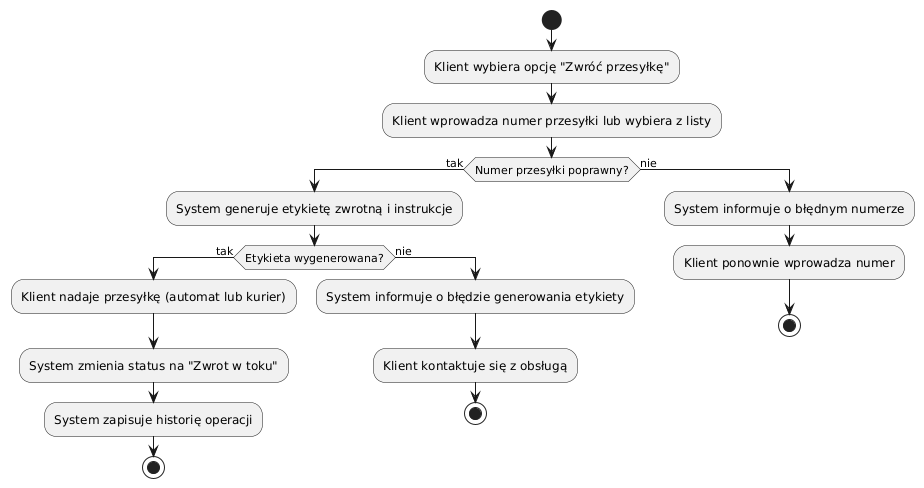 Klient wybiera opcję "Zwróć przesyłkę"
Klient wprowadza numer przesyłki lub wybiera z listy
tak
Numer przesyłki poprawny?
nie
System generuje etykietę zwrotną i instrukcje
System informuje o błędnym numerze
tak
Etykieta wygenerowana?
nie
Klient ponownie wprowadza numer
Klient nadaje przesyłkę (automat lub kurier)
System informuje o błędzie generowania etykiety
System zmienia status na "Zwrot w toku"
Klient kontaktuje się z obsługą
System zapisuje historię operacji